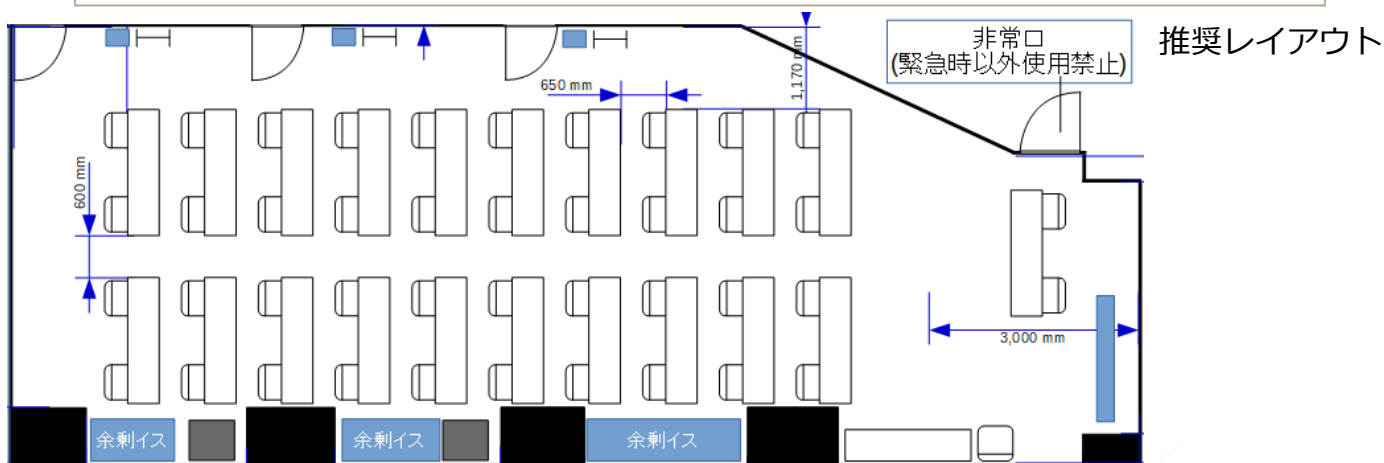 非常口
(緊急時以外使用禁止)
推奨レイアウト
650 mm
1,170 mm
600 mm
3,000 mm
余剰イス
余剰イス
余剰イス